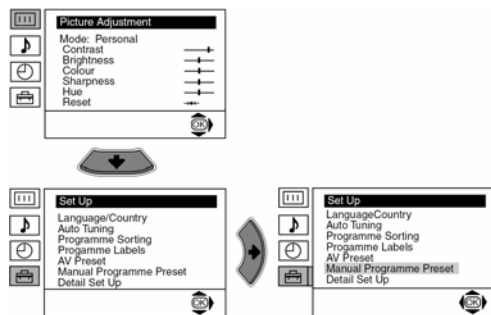 Picture Adjustment
Mode: Personal
Contrast
Brightness
Colour
Sharpness
Hue
Reset
OK
Set Up
Language/Country
Auto Tuning
Programme Sorting
Progamme Labels
AV Preset
Manual Programme Preset
Detail Set Up
OK
Set Up
LanguageCountry
Auto Tuning
Programme Sorting
Progamme Labels
AV Preset
Manual Programme Preset
Detail Set Up
OK